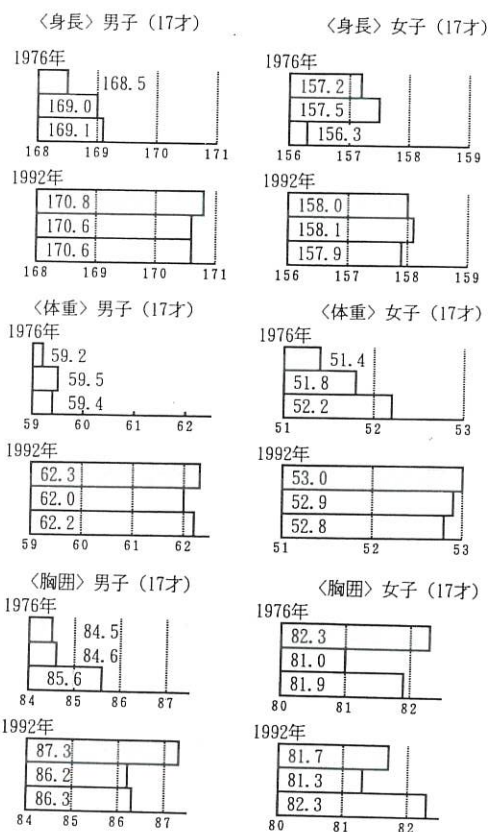 〈身長〉男子（17才）
1976年
168.5
169.0
169.1
168 169 170 171
1992年
170.8
170.6
170.6
168 169 170 171
〈身長〉女子（17才）
1976年
157.2
157.5
156.3
156 157 158 159
1992年
158.0
158.1
157.9
156 157 158 159
〈体重〉男子（17才）
1976年
59.2
59.5
59.4
59 60 61 62
1992年
62.3
62.0
62.2
59 60 61 62
〈体重〉女子（17才）
1976年
51.4
51.8
52.2
51 52 53
1992年
53.0
52.9
52.8
51 52 53
〈胸囲〉男子（17才）
1976年
84.5
84.6
85.6
84 85 86 87
1992年
87.3
86.2
86.3
84 85 86 87
〈胸囲〉女子（17才）
1976年
82.3
81.0
81.9
80 81 82
1992年
81.7
81.3
82.3
80 81 82